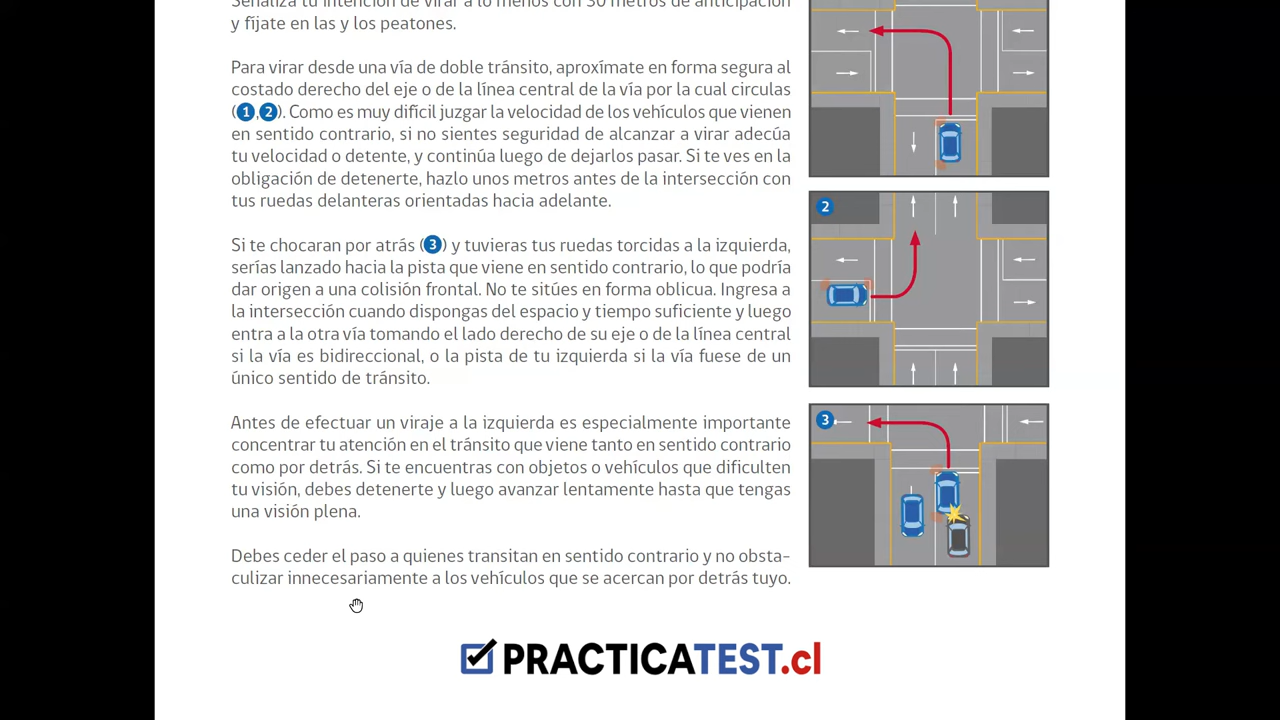 Señaliza tu intención de virar a lo menos con 30 metros de anticipación
y fíjate en las y los peatones.
Para virar desde una vía de doble tránsito, aproxímate en forma segura al
costado derecho del eje o de la línea central de la vía por la cual circulas
(1,2). Como es muy difícil juzgar la velocidad de los vehículos que vienen
en sentido contrario, si no sientes seguridad de alcanzar a virar adecúa
tu velocidad o detente, y continúa luego de dejarlos pasar. Si te ves en la
obligación de detenerte, hazlo unos metros antes de la intersección con
tus ruedas delanteras orientadas hacia adelante.
Si te chocaran por atrás (3) y tuvieras tus ruedas torcidas a la izquierda,
serías lanzado hacia la pista que viene en sentido contrario, lo que podría
dar origen a una colisión frontal. No te sitúes en forma oblicua. Ingresa a
la intersección cuando dispongas del espacio y tiempo suficiente y luego
entra a la otra vía tomando el lado derecho de su eje o de la línea central
si la vía es bidireccional, o la pista de tu izquierda si la vía fuese de un
único sentido de tránsito.
Antes de efectuar un viraje a la izquierda es especialmente importante
concentrar tu atención en el tránsito que viene tanto en sentido contrario
como por detrás. Si te encuentras con objetos o vehículos que dificulten
tu visión, debes detenerte y luego avanzar lentamente hasta que tengas
una visión plena.
Debes ceder el paso a quienes transitan en sentido contrario y no obsta-
culizar innecesariamente a los vehículos que se acercan por detrás tuyo.
2
3
PRACTICATEST.cl